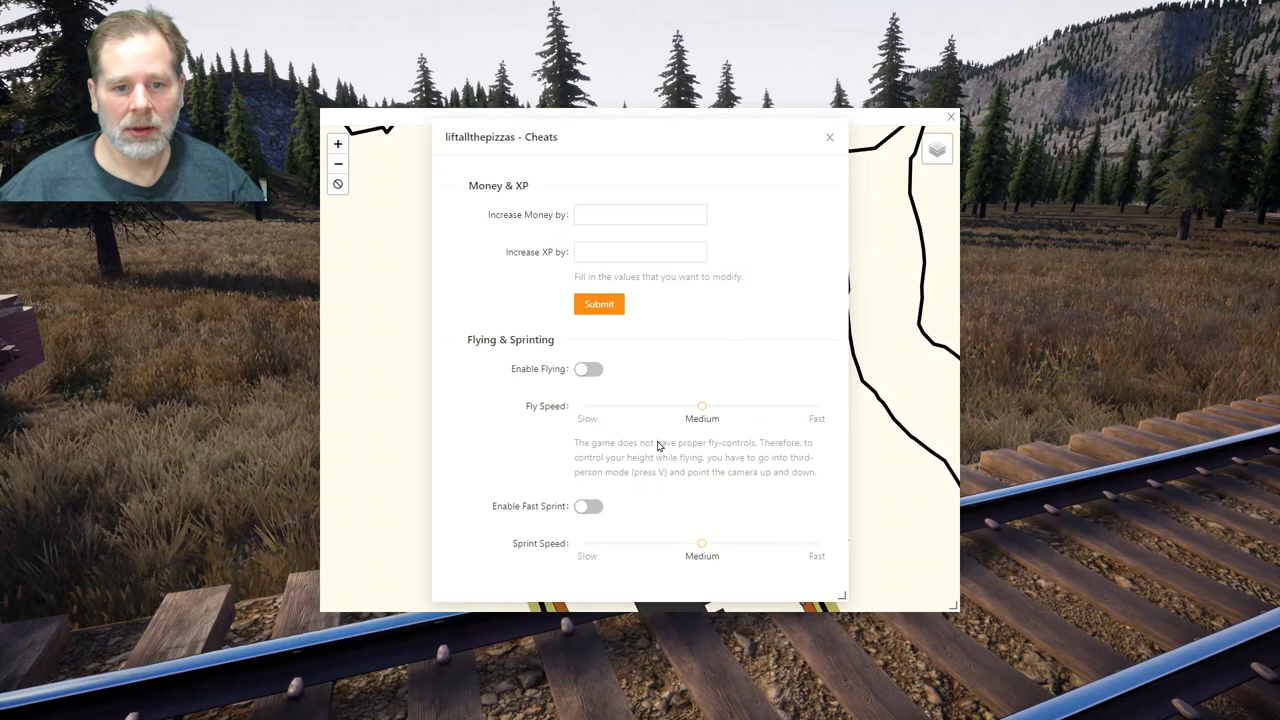 liftallthepizzas - Cheats
Money & XP
Increase Money by:
Increase XP by:
Fill in the values that you want to modify.
Submit
Flying & Sprinting
Enable Flying:
Fly Speed:
Slow Medium Fast
The game does not have proper fly-controls. Therefore, to
control your height while flying, you have to go into third-
person mode (press V) and point the camera up and down.
Enable Fast Sprint:
Sprint Speed:
Slow Medium Fast